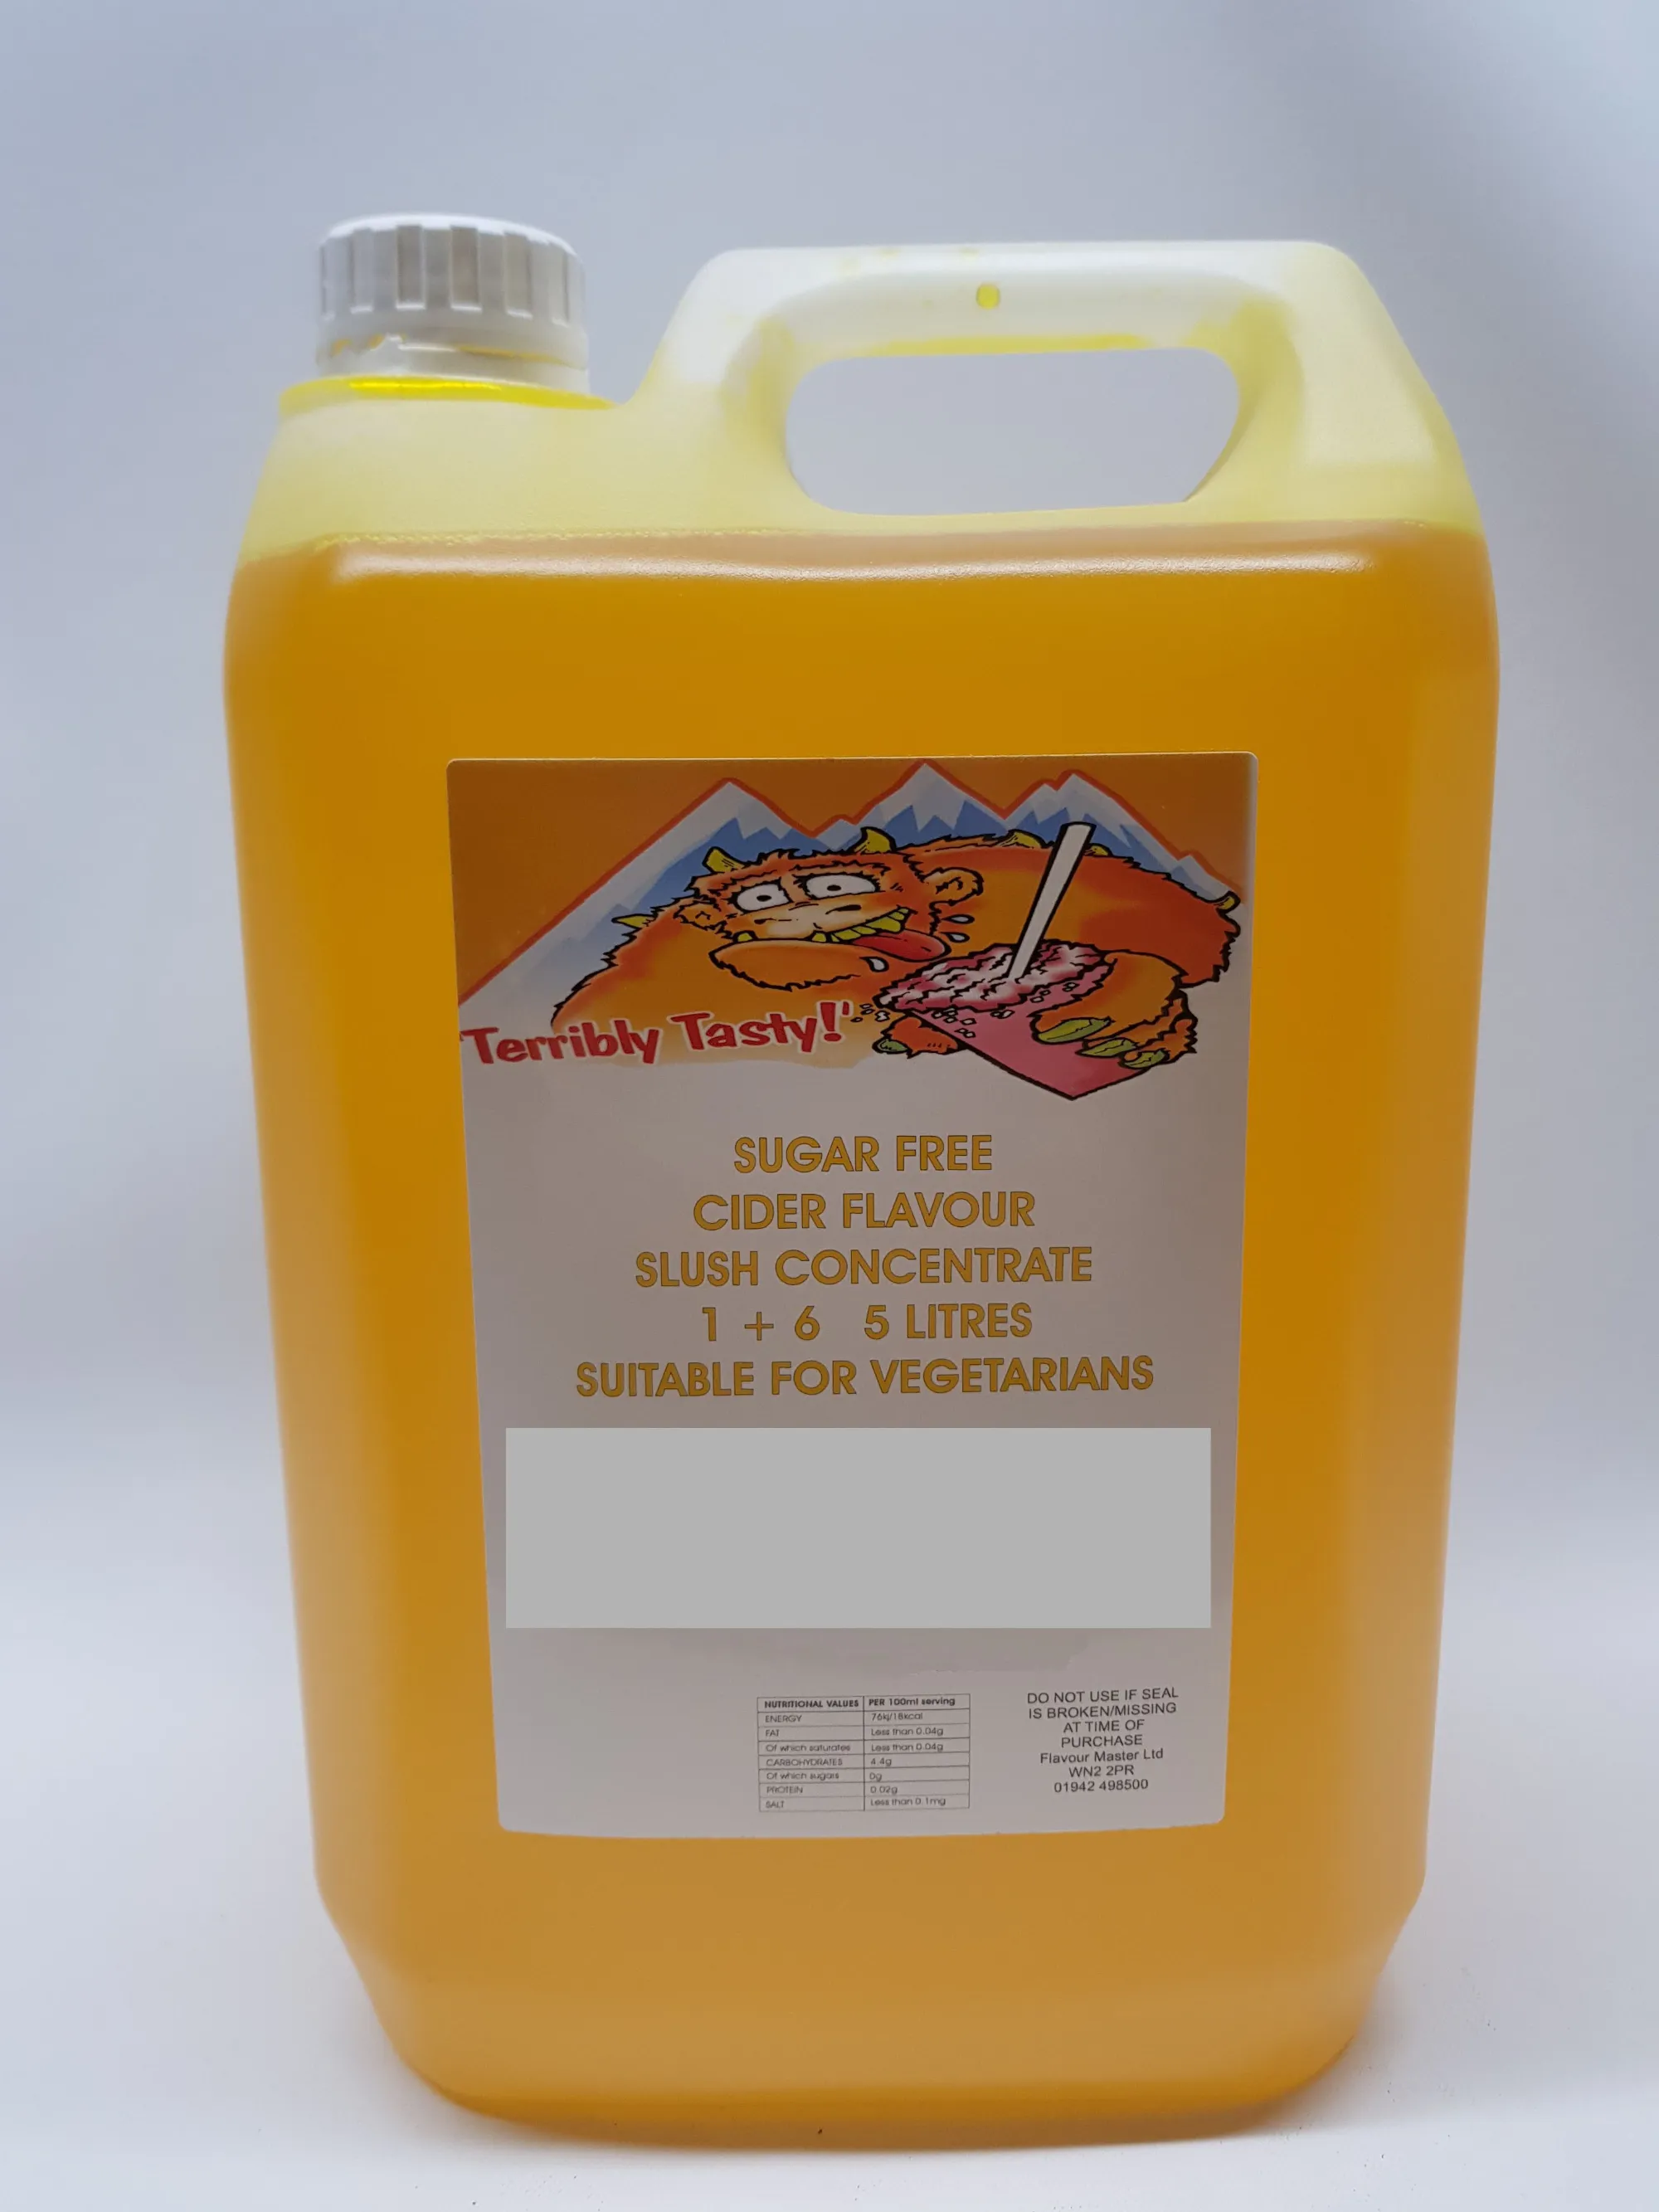 'Terribly Tasty!'
SUGAR FREE
CIDER FLAVOUR
SLUSH CONCENTRATE
1 + 6 5 LITRES
SUITABLE FOR VEGETARIANS
NUTRITIONAL VALUES PER 100ml serving
ENERGY 76kj/18kcal
FAT Less than 0.04g
Of which saturates Less than 0.04g
CARBOHYDRATES 4.4g
Of which sugars 0g
PROTEIN 0.02g
SALT Less than 0.1mg
DO NOT USE IF SEAL
IS BROKEN/MISSING
AT TIME OF
PURCHASE
Flavour Master Ltd
WN2 2PR
01942 498500